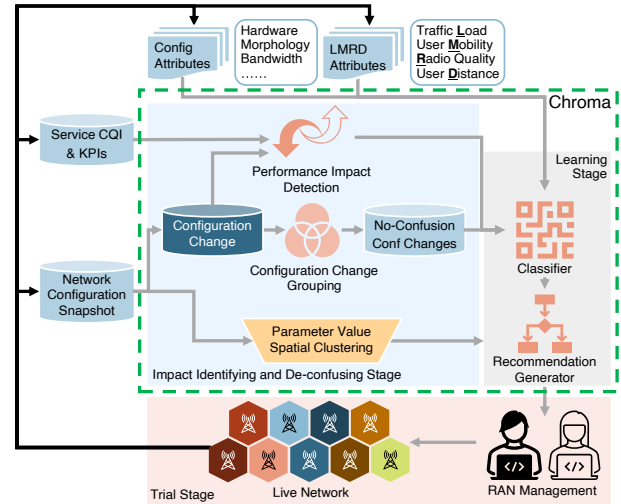 Config
Attributes
Hardware
Morphology
Bandwidth
......
LMRD
Attributes
Traffic Load
User Mobility
Radio Quality
User Distance
Chroma
Service CQI
& KPIs
Performance Impact
Detection
Learning
Stage
Configuration
Change
Configuration Change
Grouping
No-Confusion
Conf Changes
Classifier
Network
Configuration
Snapshot
Parameter Value
Spatial Clustering
Recommendation
Generator
Impact Identifying and De-confusing Stage
Trial Stage
Live Network
</>
</>
RAN Management